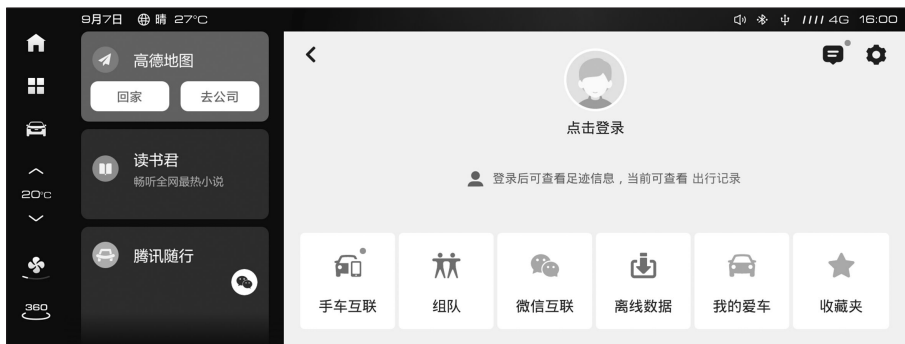 9月7日 晴 27°C
4G 16:00
20°C
360
高德地图
回家 去公司
读书君
畅听全网最热小说
腾讯随行
点击登录
登录后可查看足迹信息，当前可查看 出行记录
手车互联 组队 微信互联 离线数据 我的爱车 收藏夹